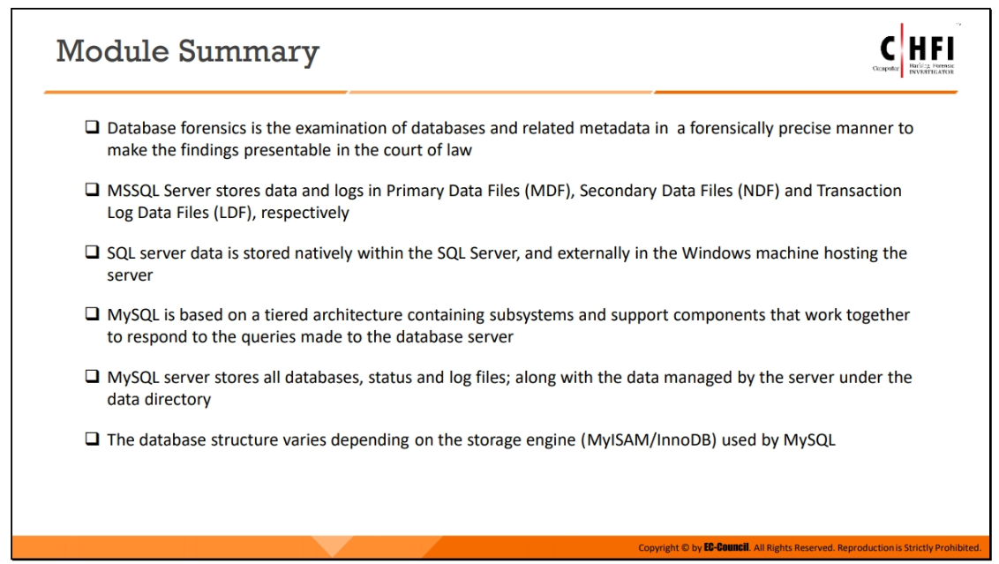 Module Summary
CHFI
Computer Hacking Forensic
INVESTIGATOR
Database forensics is the examination of databases and related metadata in a forensically precise manner to
make the findings presentable in the court of law
MSSQL Server stores data and logs in Primary Data Files (MDF), Secondary Data Files (NDF) and Transaction
Log Data Files (LDF), respectively
SQL server data is stored natively within the SQL Server, and externally in the Windows machine hosting the
server
MySQL is based on a tiered architecture containing subsystems and support components that work together
to respond to the queries made to the database server
MySQL server stores all databases, status and log files; along with the data managed by the server under the
data directory
The database structure varies depending on the storage engine (MyISAM/InnoDB) used by MySQL
Copyright © by EC-Council. All Rights Reserved. Reproduction is Strictly Prohibited.